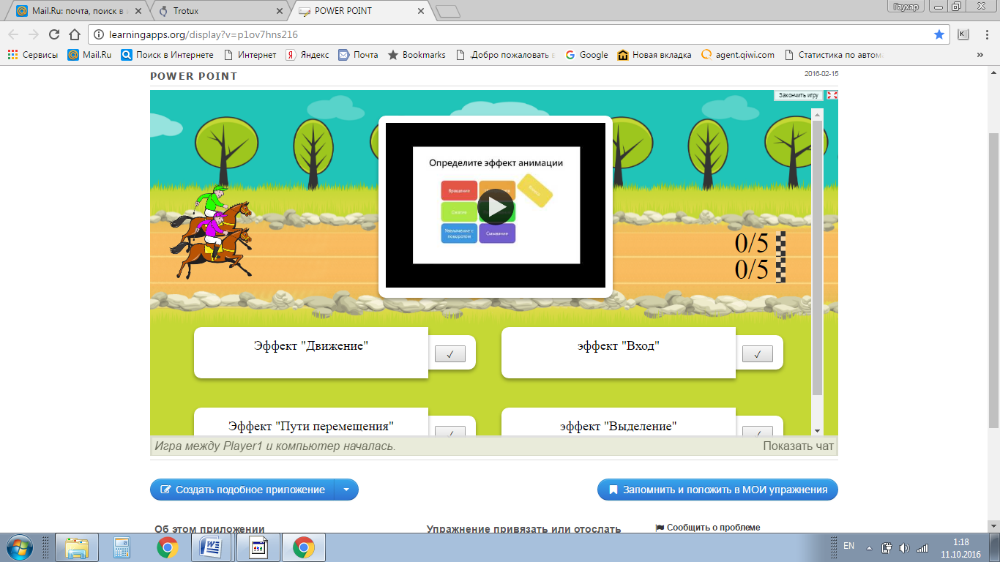 Mail.Ru: почта, поиск в
Trotux
POWER POINT
Гаухар
learningapps.org/display?v=p1ov7hns216
Сервисы
Mail.Ru
Поиск в Интернете
Интернет
Яндекс
Почта
Bookmarks
.Добро пожаловать
Google
Новая вкладка
agent.qiwi.com
Статистика по автом
POWER POINT
2016-02-15
Закончить игру
Определите эффект анимации
Вращение
Сжатие
Увеличение с
поворотом
Смывание
0/5
0/5
Эффект "Движение"
эффект "Вход"
Эффект "Пути перемещения"
эффект "Выделение"
Игра между Player1 и компьютер началась.
Показать чат
Создать подобное приложение
Запомнить и положить в МОИ упражнения
Об этом приложении
Упражнение привязать или отослать
Сообщить о проблеме
EN
1:18
11.10.2016